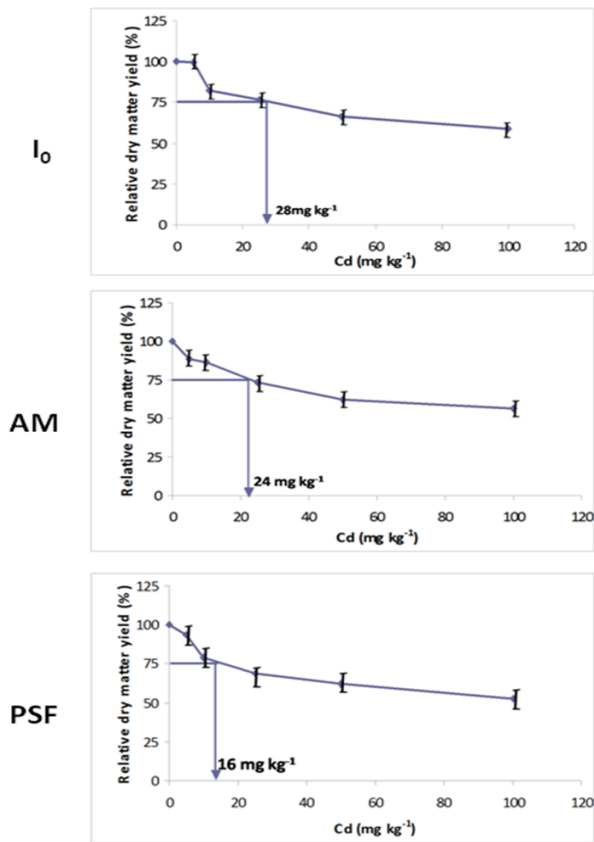 I₀
Relative dry matter yield (%)
125
100
75
50
25
0
28mg kg⁻¹
0 20 40 60 80 100 120
Cd (mg kg⁻¹)
AM
Relative dry matter yield (%)
125
100
75
50
25
0
24 mg kg⁻¹
0 20 40 60 80 100 120
Cd (mg kg⁻¹)
PSF
Relative dry matter yield (%)
125
100
75
50
25
0
16 mg kg⁻¹
0 20 40 60 80 100 120
Cd (mg kg⁻¹)